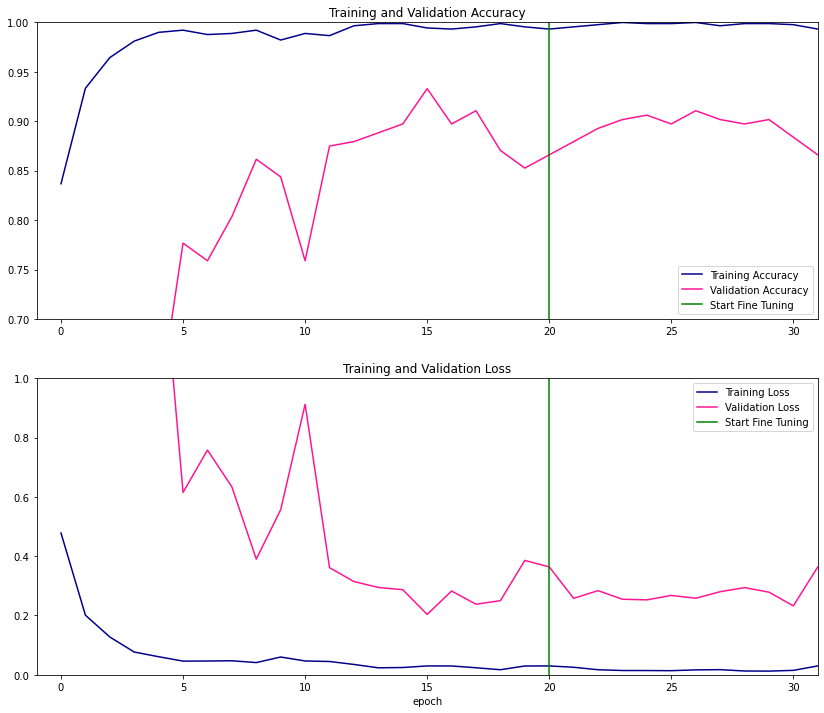 Training and Validation Accuracy
1.00
0.95
0.90
0.85
0.80
0.75
0.70
Training Accuracy
Validation Accuracy
Start Fine Tuning
0 5 10 15 20 25 30
Training and Validation Loss
1.0
0.8
0.6
0.4
0.2
0.0
Training Loss
Validation Loss
Start Fine Tuning
0 5 10 15 20 25 30
epoch